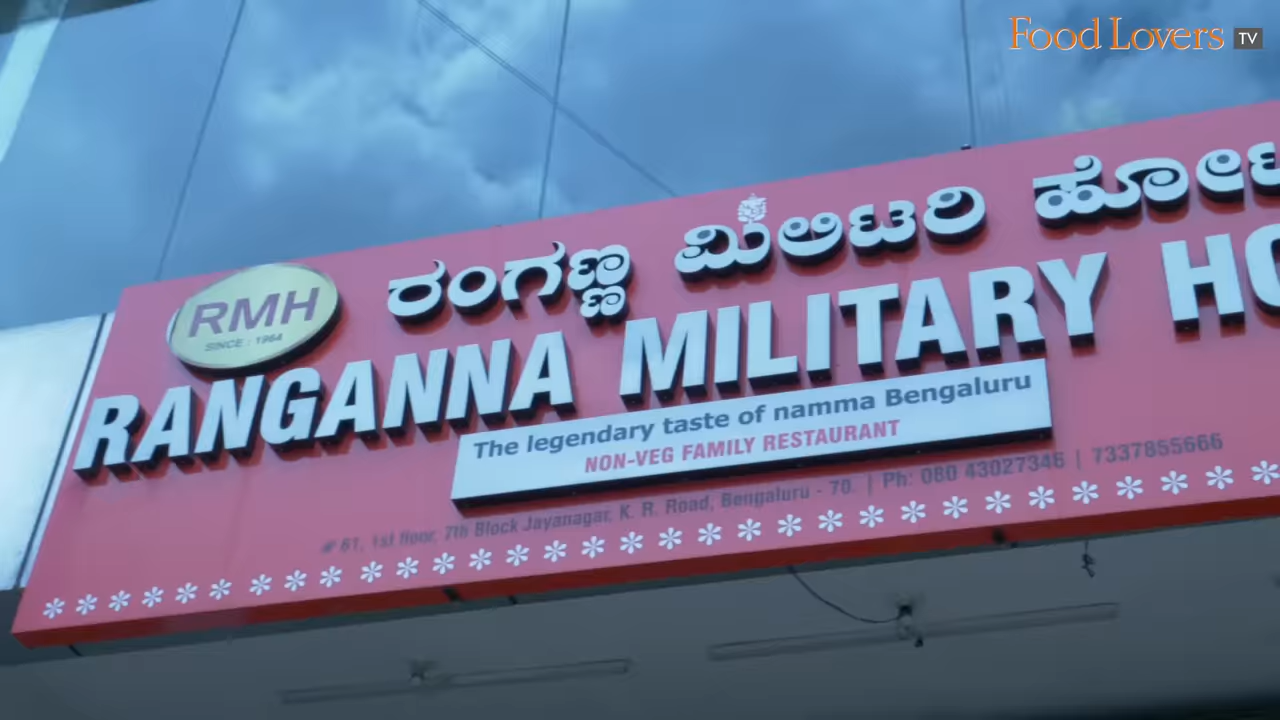 Food Lovers TV
RMH
SINCE : 1964
ರಂಗಣ್ಣ ಮಿಲಿಟರಿ ಹೋಟ
RANGANNA MILITARY HO
The legendary taste of namma Bengaluru
NON-VEG FAMILY RESTAURANT
# 61, 1st floor, 7th Block Jayanagar, K. R. Road, Bengaluru - 70. | Ph: 080 43027346 | 7337855666